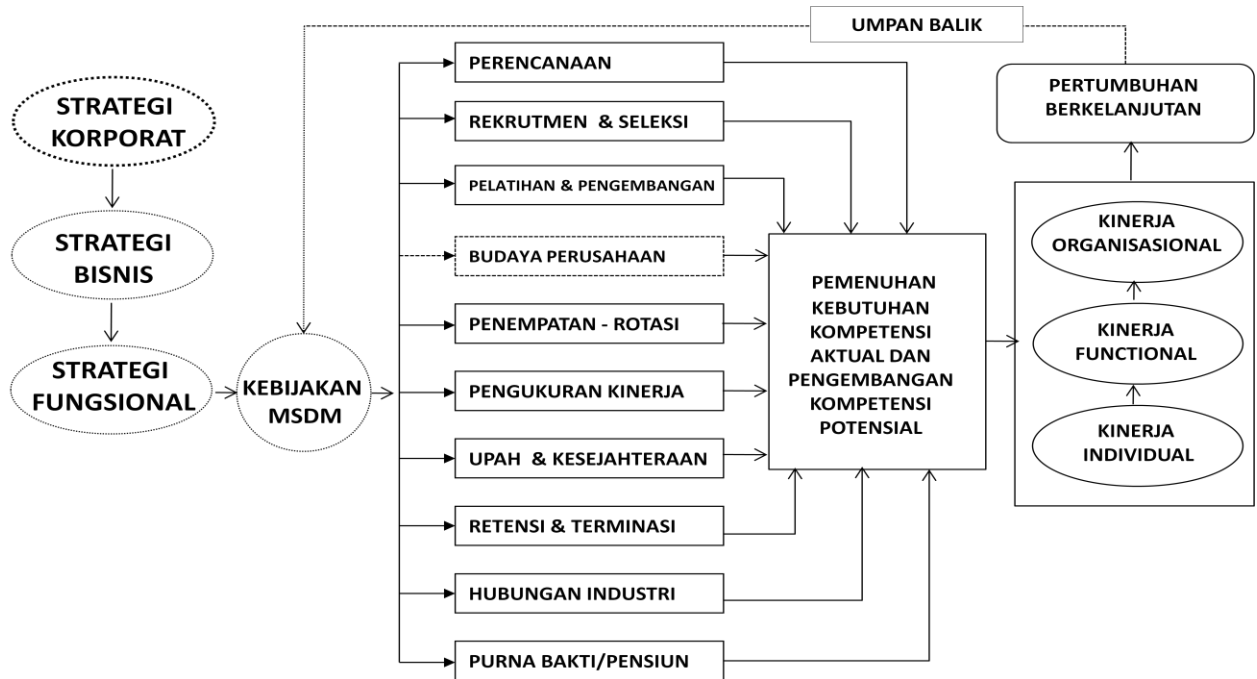 UMPAN BALIK
STRATEGI
KORPORAT
STRATEGI
BISNIS
STRATEGI
FUNGSIONAL
KEBIJAKAN
MSDM
PERENCANAAN
REKRUTMEN & SELEKSI
PELATIHAN & PENGEMBANGAN
BUDAYA PERUSAHAAN
PENEMPATAN - ROTASI
PENGUKURAN KINERJA
UPAH & KESEJAHTERAAN
RETENSI & TERMINASI
HUBUNGAN INDUSTRI
PURNA BAKTI/PENSIUN
PEMENUHAN
KEBUTUHAN
KOMPETENSI
AKTUAL DAN
PENGEMBANGAN
KOMPETENSI
POTENSIAL
PERTUMBUHAN
BERKELANJUTAN
KINERJA
ORGANISASIONAL
KINERJA
FUNCTIONAL
KINERJA
INDIVIDUAL